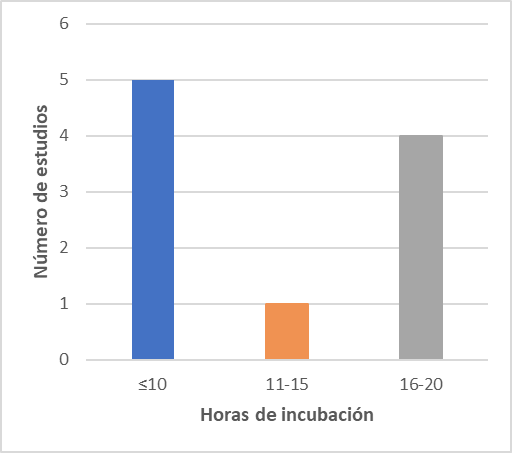 6
5
4
3
2
1
0
Número de estudios
≤10 11-15 16-20
Horas de incubación